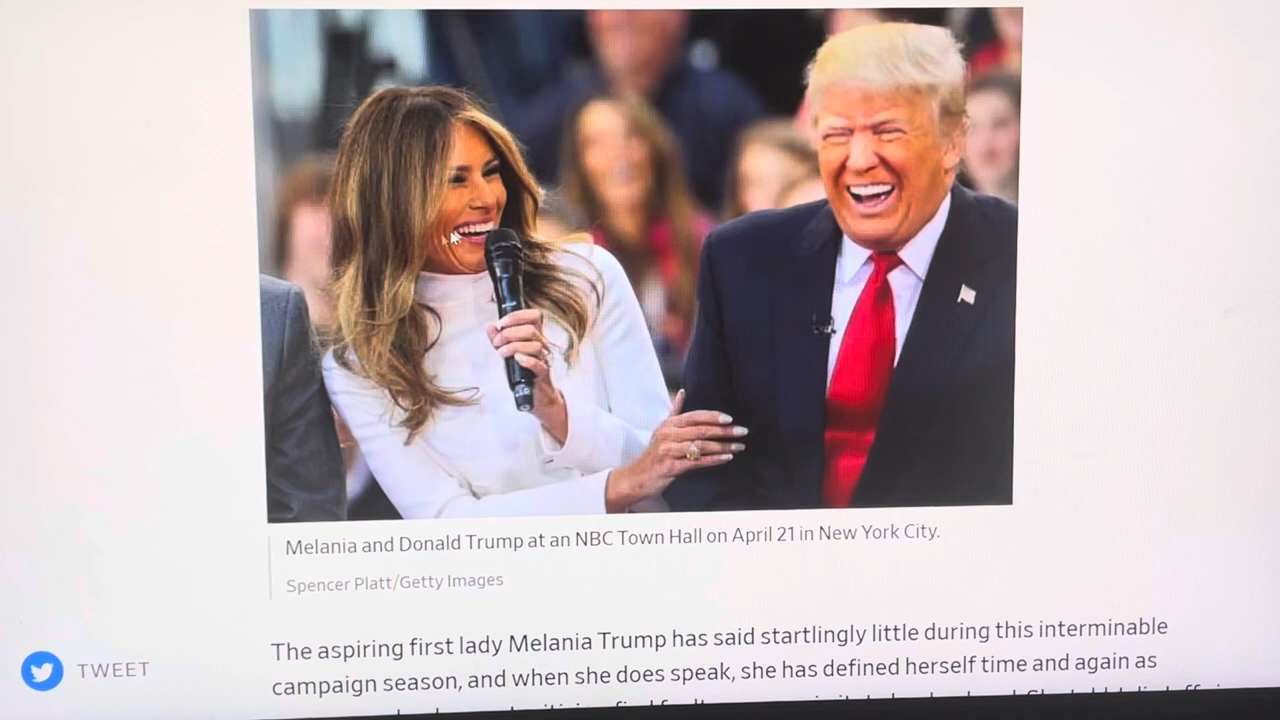 Melania and Donald Trump at an NBC Town Hall on April 21 in New York City.
Spencer Platt/Getty Images
The aspiring first lady Melania Trump has said startlingly little during this interminable
campaign season, and when she does speak, she has defined herself time and again as
TWEET